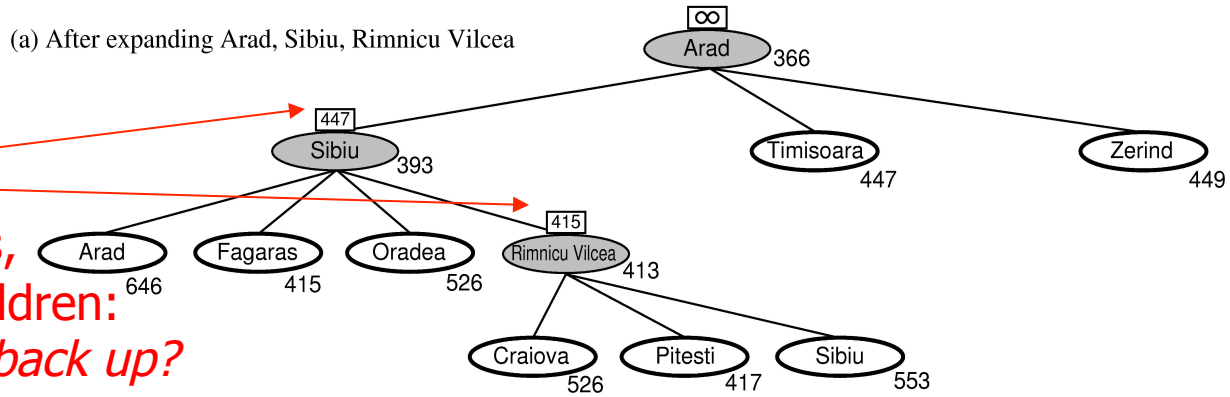 ∞
(a) After expanding Arad, Sibiu, Rimnicu Vilcea
Arad 366
447
Sibiu 393
Timisoara 447
Zerind 449
415
Arad 646
Fagaras 415
Oradea 526
Rimnicu Vilcea 413
s,
ldren:
back up?
Craiova 526
Pitesti 417
Sibiu 553